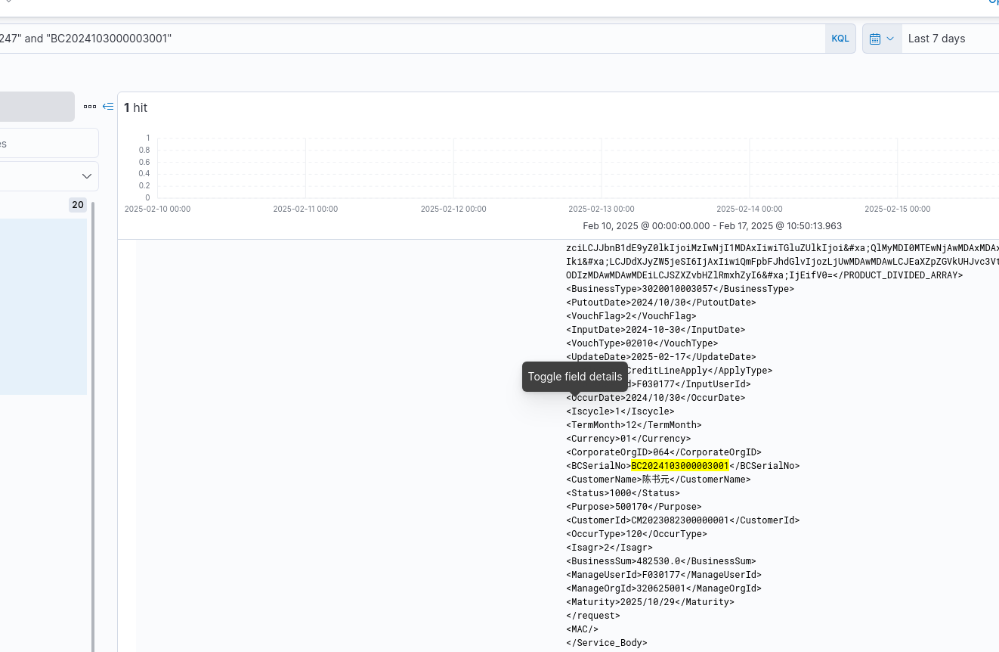 247" and "BC2024103000003001"
KQL
Last 7 days
1 hit
es
20
1
0.8
0.6
0.4
0.2
0
2025-02-10 00:00 2025-02-11 00:00 2025-02-12 00:00 2025-02-13 00:00 2025-02-14 00:00 2025-02-15 00:00
Feb 10, 2025 @ 00:00:00.000 - Feb 17, 2025 @ 10:50:13.963
zciLCJJbnB1dE9yZ0lkIjoiMzIwNjI1MDAxIiwiTGluZUlkIjoi&#xa;QlMyMDI0MTEwNjAwMDAxMDAx
Iki&#xa;LCJDdXJyZW5jeSI6IjAxIiwiQmFpbFJhdGlvIjozLjUwMDAwMDAwLCJEaXZpZGVkUHJvc3Vt
ODIzMDAwMDAwMDEiLCJSZXZvbHZlRmxhZyI6&#xa;IjEifV0=</PRODUCT_DIVIDED_ARRAY>
<BusinessType>3020010003057</BusinessType>
<PutoutDate>2024/10/30</PutoutDate>
<VouchFlag>2</VouchFlag>
<InputDate>2024-10-30</InputDate>
<VouchType>02010</VouchType>
<UpdateDate>2025-02-17</UpdateDate>
CreditLineApply</ApplyType>
Toggle field details
d>F030177</InputUserId>
<OccurDate>2024/10/30</OccurDate>
<Iscycle>1</Iscycle>
<TermMonth>12</TermMonth>
<Currency>01</Currency>
<CorporateOrgID>064</CorporateOrgID>
<BCSerialNo>BC2024103000003001</BCSerialNo>
<CustomerName>陈书元</CustomerName>
<Status>1000</Status>
<Purpose>500170</Purpose>
<CustomerId>CM2023082300000001</CustomerId>
<OccurType>120</OccurType>
<Isagr>2</Isagr>
<BusinessSum>482530.0</BusinessSum>
<ManageUserId>F030177</ManageUserId>
<ManageOrgId>320625001</ManageOrgId>
<Maturity>2025/10/29</Maturity>
</request>
<MAC/>
</Service_Body>